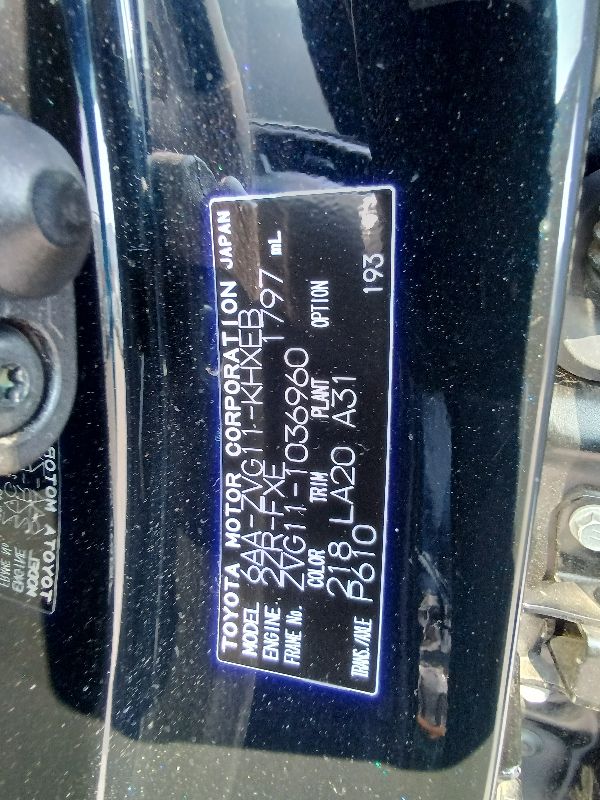 TOYOTA MOTOR CORPORATION JAPAN
MODEL 6AA-ZVG11-KHXEB
ENGINE. 2ZR-FXE 1797 mL
FRAME No. ZVG11-1036960
COLOR TRIM PLANT OPTION
218 LA20 A31
TRANS./AXLE P610 193